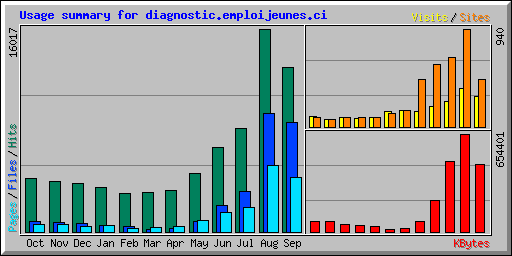 Usage summary for diagnostic.emploijeunes.ci
Visits / Sites
16017
940
Pages / Files / Hits
654401
Oct Nov Dec Jan Feb Mar Apr May Jun Jul Aug Sep
KBytes